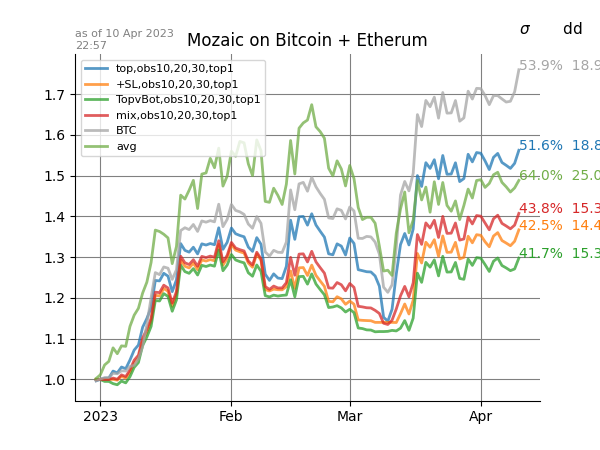 as of 10 Apr 2023
22:57
Mozaic on Bitcoin + Etherum
σ dd
top,obs10,20,30,top1
+SL,obs10,20,30,top1
TopvBot,obs10,20,30,top1
mix,obs10,20,30,top1
BTC
avg
53.9% 18.9
51.6% 18.8
64.0% 25.0
43.8% 15.3
42.5% 14.4
41.7% 15.3
1.7
1.6
1.5
1.4
1.3
1.2
1.1
1.0
2023 Feb Mar Apr